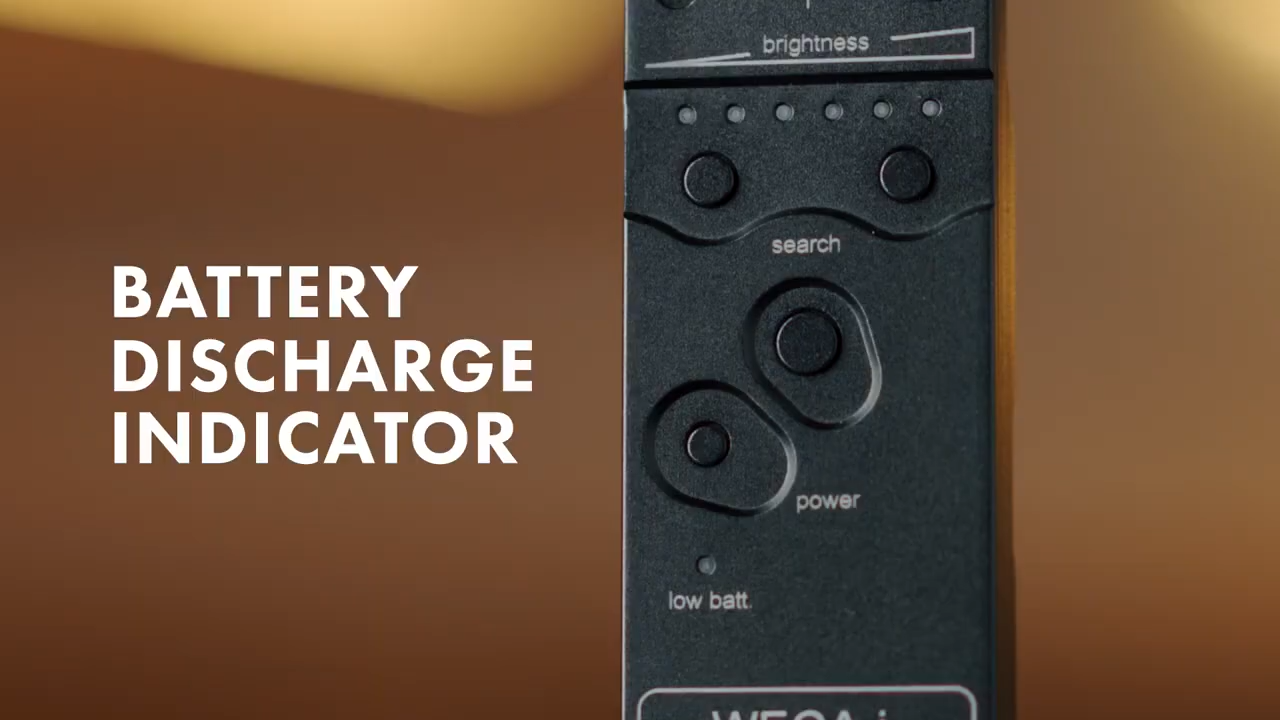 brightness
search
BATTERY
DISCHARGE
INDICATOR
power
low batt.